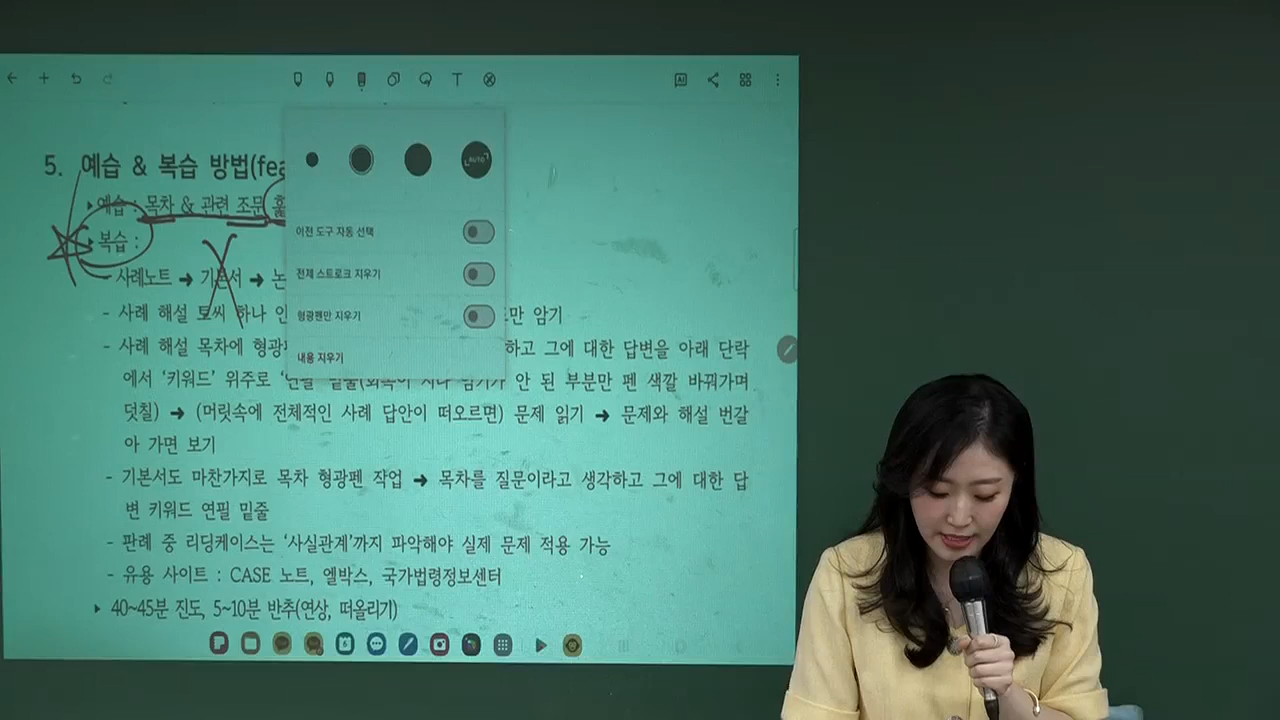 5. 예습 & 복습 방법(fea
▸예습 : 목차 & 관련 조문
이전 도구 자동 선택
▸복습 :
전체 스트로크 지우기
- 사례노트 ➜ 기본서 ➜ 논
형광펜만 지우기
- 사례 해설 토씨 하나 안 만 암기
내용 지우기
- 사례 해설 목차에 형광 하고 그에 대한 답변을 아래 단락
에서 ‘키워드’ 위주로 안 된 부분만 펜 색깔 바꿔가며
덧칠) ➜ (머릿속에 전체적인 사례 답안이 떠오르면) 문제 읽기 ➜ 문제와 해설 번갈
아 가면 보기
- 기본서도 마찬가지로 목차 형광펜 작업 ➜ 목차를 질문이라고 생각하고 그에 대한 답
변 키워드 연필 밑줄
- 판례 중 리딩케이스는 ‘사실관계’까지 파악해야 실제 문제 적용 가능
- 유용 사이트 : CASE 노트, 엘박스, 국가법령정보센터
▸ 40~45분 진도, 5~10분 반추(연상, 떠올리기)